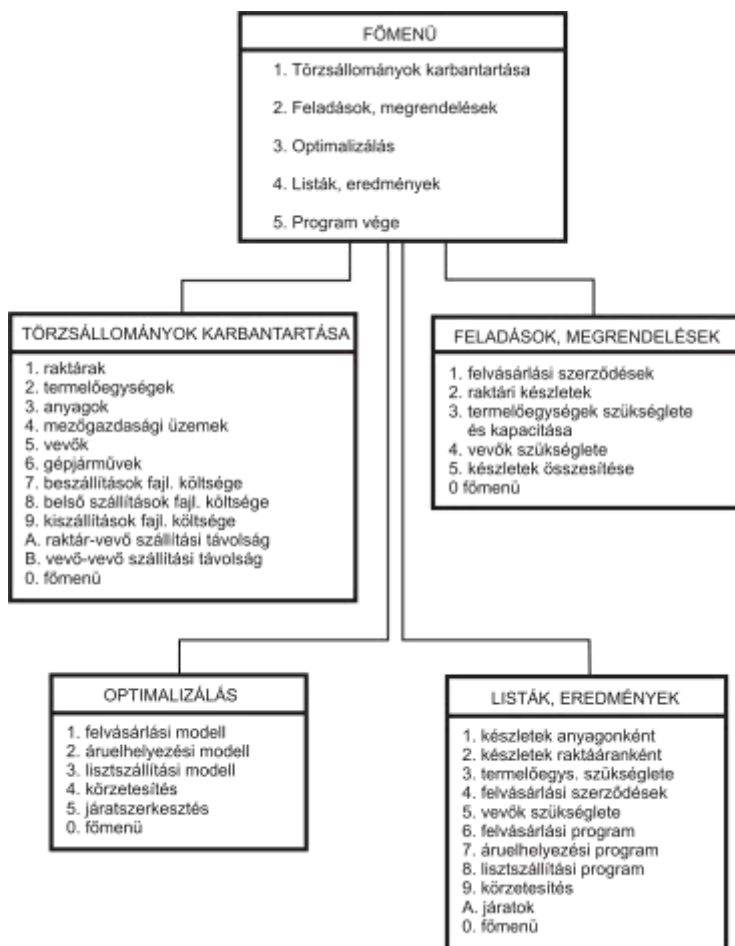 FŐMENÜ
1. Törzsállományok karbantartása
2. Feladások, megrendelések
3. Optimalizálás
4. Listák, eredmények
5. Program vége
TÖRZSÁLLOMÁNYOK KARBANTARTÁSA
1. raktárak
2. termelőegységek
3. anyagok
4. mezőgazdasági üzemek
5. vevők
6. gépjárművek
7. beszállítások fajl. költsége
8. belső szállítások fajl. költsége
9. kiszállítások fajl. költsége
A. raktár-vevő szállítási távolság
B. vevő-vevő szállítási távolság
0. főmenü
FELADÁSOK, MEGRENDELÉSEK
1. felvásárlási szerződések
2. raktári készletek
3. termelőegységek szükséglete
és kapacitása
4. vevők szükséglete
5. készletek összesítése
0 főmenü
OPTIMALIZÁLÁS
1. felvásárlási modell
2. áruelhelyezési modell
3. lisztszállítási modell
4. körzetesítés
5. járatszerkesztés
0. főmenü
LISTÁK, EREDMÉNYEK
1. készletek anyagonként
2. készletek raktááranként
3. termelőegys. szükséglete
4. felvásárlási szerződések
5. vevők szükséglete
6. felvásárlási program
7. áruelhelyezési program
8. lisztszállítási program
9. körzetesítés
A. járatok
0. főmenü